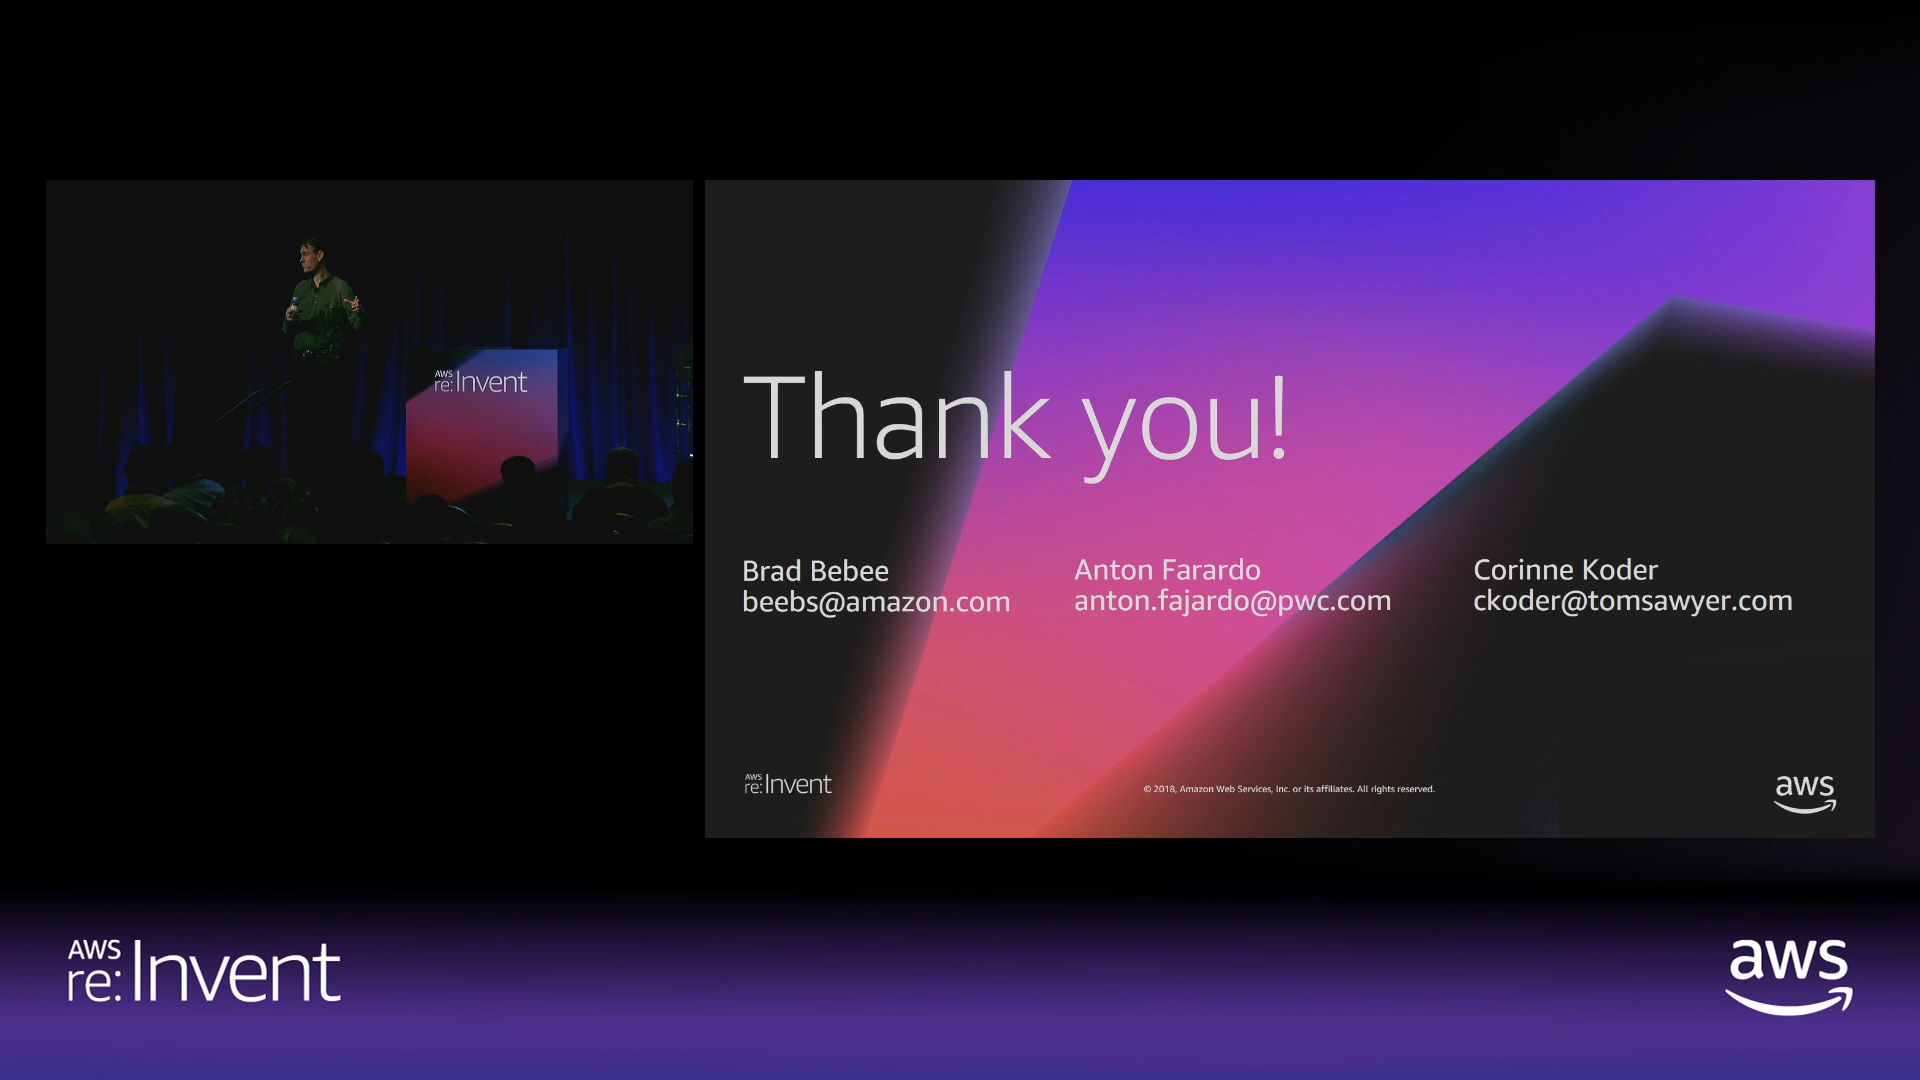 AWS
re:Invent
Thank you!
Brad Bebee
beebs@amazon.com
Anton Farardo
anton.fajardo@pwc.com
Corinne Koder
ckoder@tomsawyer.com
AWS
re:Invent
© 2018, Amazon Web Services, Inc. or its affiliates. All rights reserved.
aws
AWS
re:Invent
aws